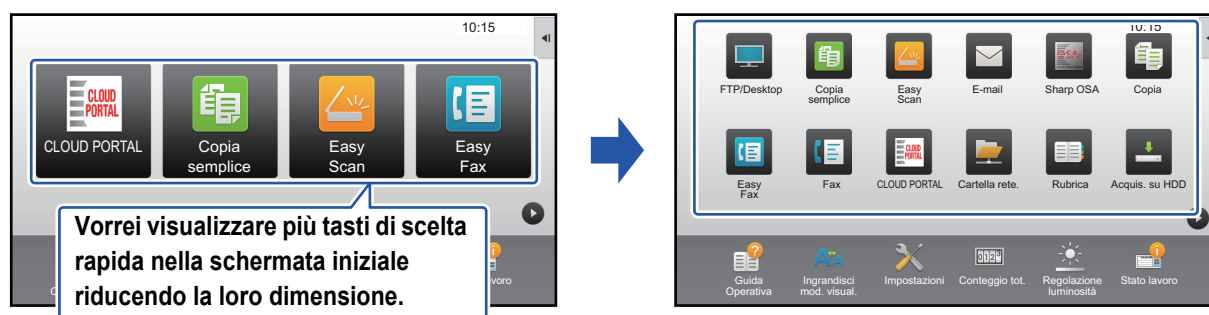 10:15
CLOUD
PORTAL
CLOUD PORTAL
Copia
semplice
Easy
Scan
Easy
Fax
Vorrei visualizzare più tasti di scelta
rapida nella schermata iniziale
riducendo la loro dimensione.
10:15
FTP/Desktop
Copia
semplice
Easy
Scan
E-mail
Sharp OSA
Copia
Easy
Fax
Fax
CLOUD PORTAL
Cartella rete.
Rubrica
Acquis. su HDD
Guida
Operativa
Ingrandisci
mod. visual.
Impostazioni
Conteggio tot.
Regolazione
luminosità
Stato lavoro